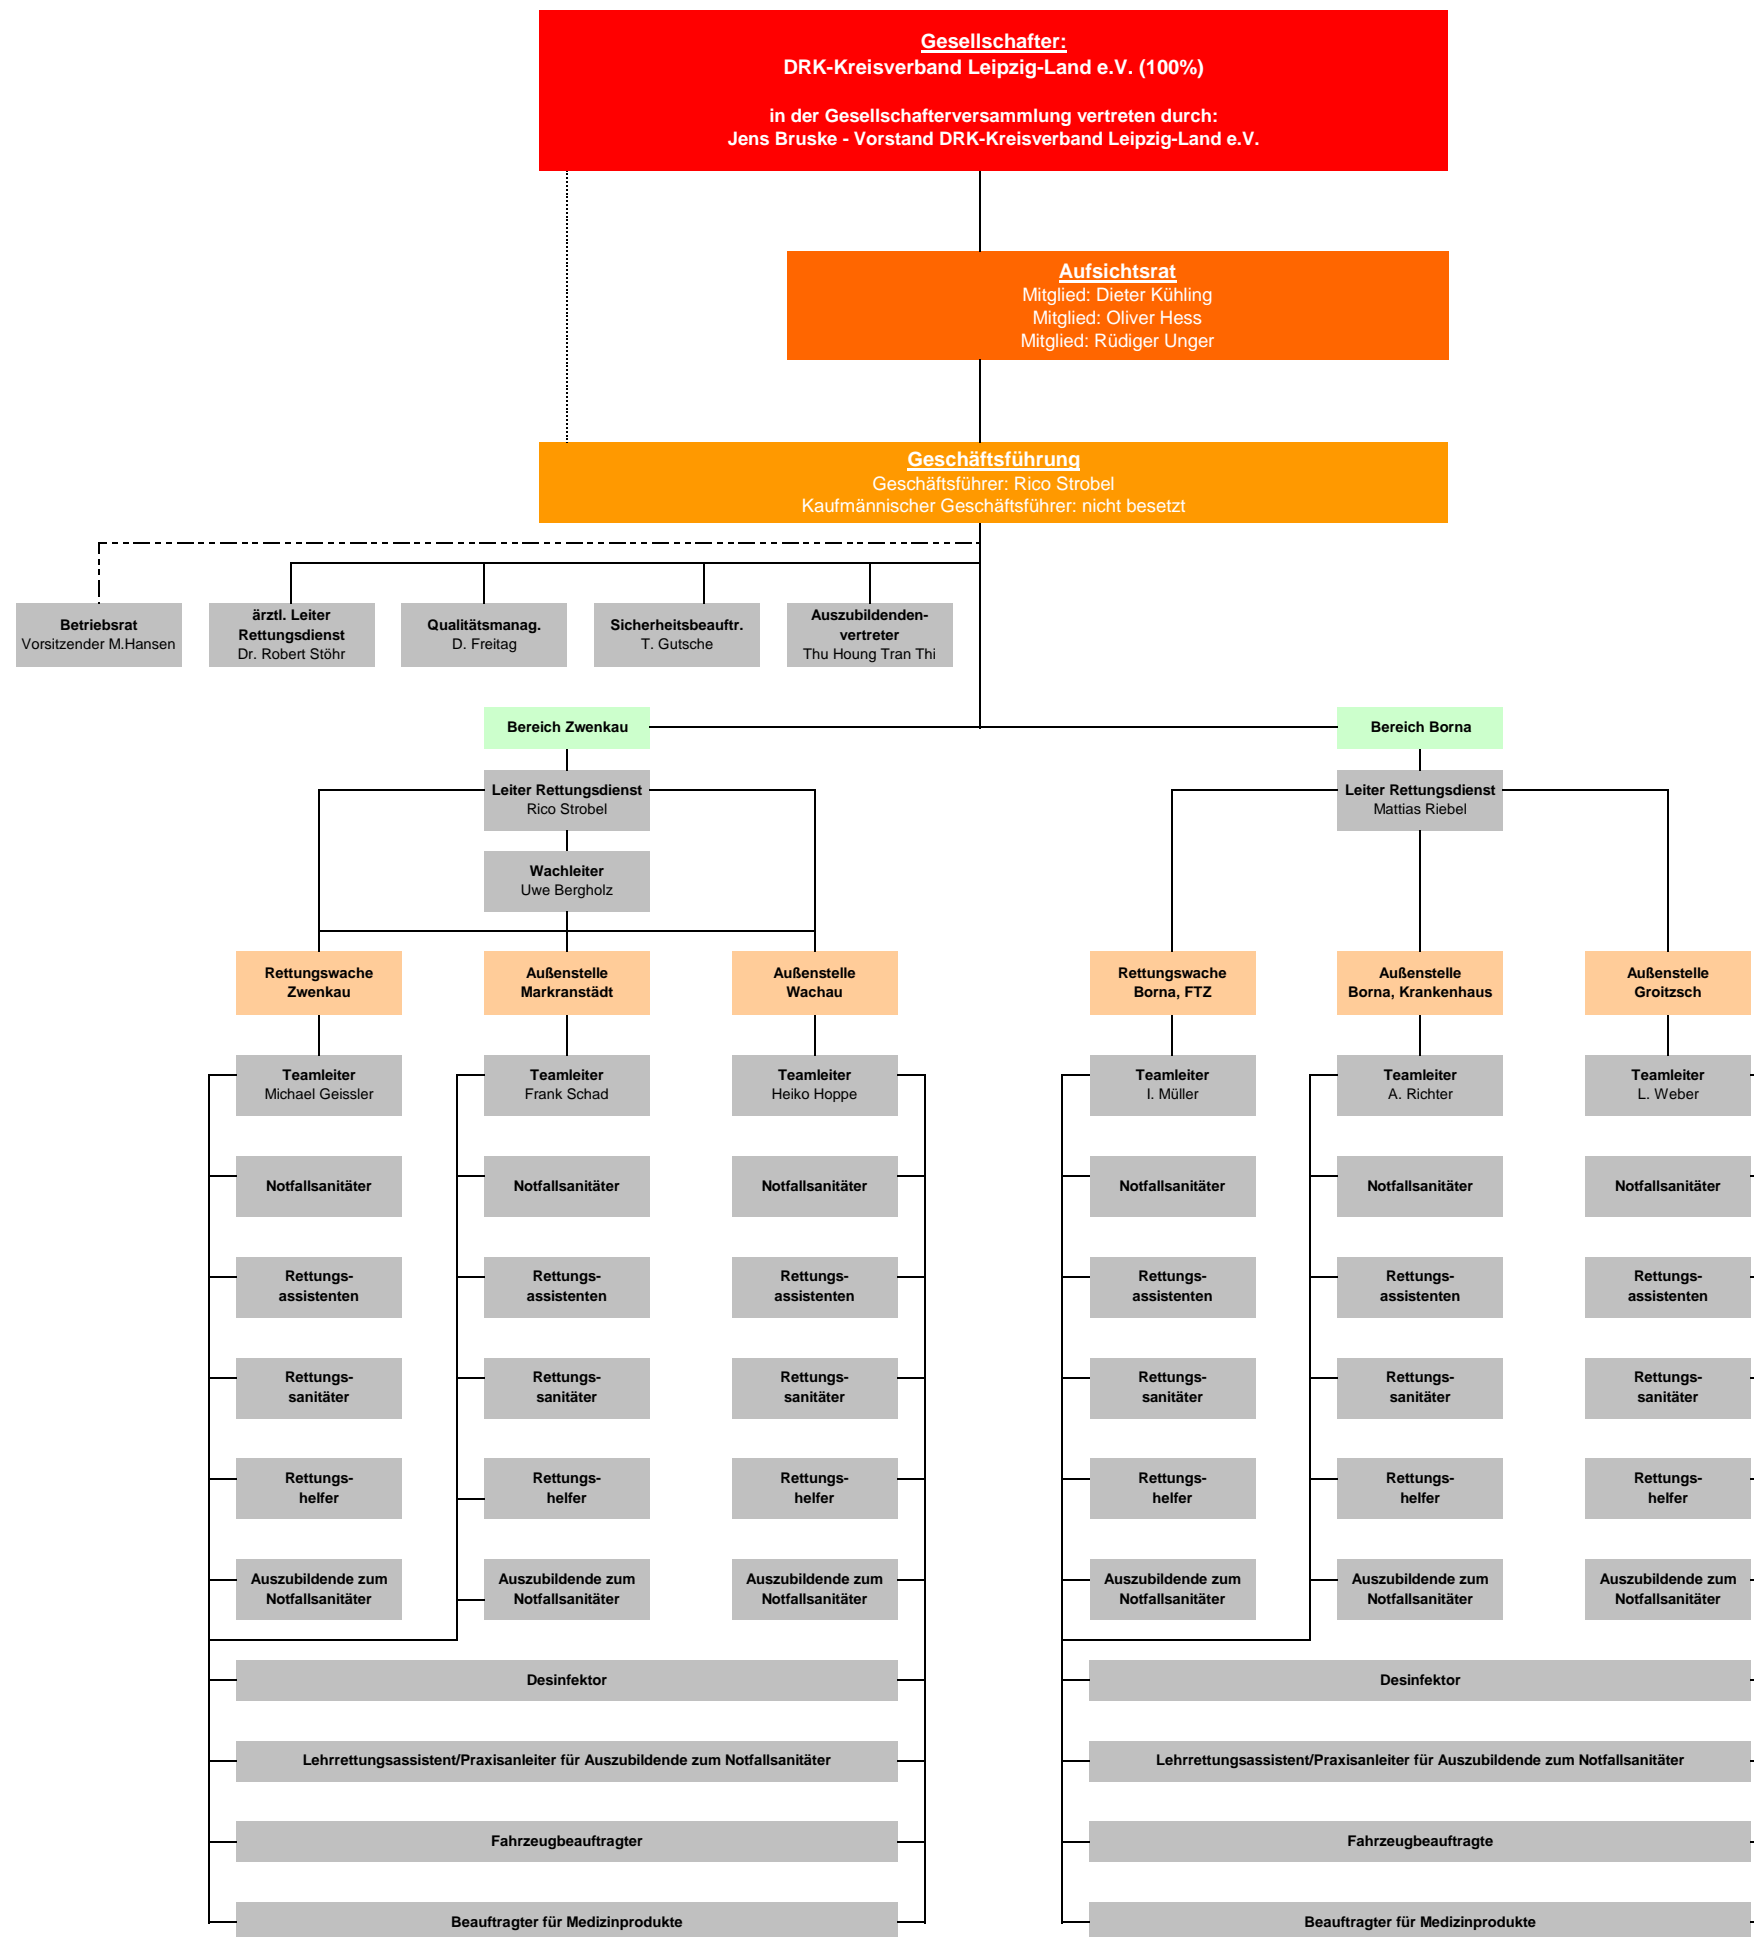 Gesellschafter:
DRK-Kreisverband Leipzig-Land e.V. (100%)
in der Gesellschafterversammlung vertreten durch:
Jens Bruske - Vorstand DRK-Kreisverband Leipzig-Land e.V.
Aufsichtsrat
Mitglied: Dieter Kühling
Mitglied: Oliver Hess
Mitglied: Rüdiger Unger
Geschäftsführung
Geschäftsführer: Rico Strobel
Kaufmännischer Geschäftsführer: nicht besetzt
Betriebsrat
Vorsitzender M.Hansen
ärztl. Leiter
Rettungsdienst
Dr. Robert Stöhr
Qualitätsmanag.
D. Freitag
Sicherheitsbeauftr.
T. Gutsche
Auszubildenden-
vertreter
Thu Houng Tran Thi
Bereich Zwenkau
Bereich Borna
Leiter Rettungsdienst
Rico Strobel
Leiter Rettungsdienst
Mattias Riebel
Wachleiter
Uwe Bergholz
Rettungswache
Zwenkau
Außenstelle
Markranstädt
Außenstelle
Wachau
Rettungswache
Borna, FTZ
Außenstelle
Borna, Krankenhaus
Außenstelle
Groitzsch
Teamleiter
Michael Geissler
Teamleiter
Frank Schad
Teamleiter
Heiko Hoppe
Teamleiter
I. Müller
Teamleiter
A. Richter
Teamleiter
L. Weber
Notfallsanitäter
Notfallsanitäter
Notfallsanitäter
Notfallsanitäter
Notfallsanitäter
Notfallsanitäter
Rettungs-
assistenten
Rettungs-
assistenten
Rettungs-
assistenten
Rettungs-
assistenten
Rettungs-
assistenten
Rettungs-
assistenten
Rettungs-
sanitäter
Rettungs-
sanitäter
Rettungs-
sanitäter
Rettungs-
sanitäter
Rettungs-
sanitäter
Rettungs-
sanitäter
Rettungs-
helfer
Rettungs-
helfer
Rettungs-
helfer
Rettungs-
helfer
Rettungs-
helfer
Rettungs-
helfer
Auszubildende zum
Notfallsanitäter
Auszubildende zum
Notfallsanitäter
Auszubildende zum
Notfallsanitäter
Auszubildende zum
Notfallsanitäter
Auszubildende zum
Notfallsanitäter
Auszubildende zum
Notfallsanitäter
Desinfektor
Desinfektor
Lehrrettungsassistent/Praxisanleiter für Auszubildende zum Notfallsanitäter
Lehrrettungsassistent/Praxisanleiter für Auszubildende zum Notfallsanitäter
Fahrzeugbeauftragter
Fahrzeugbeauftragte
Beauftragter für Medizinprodukte
Beauftragter für Medizinprodukte